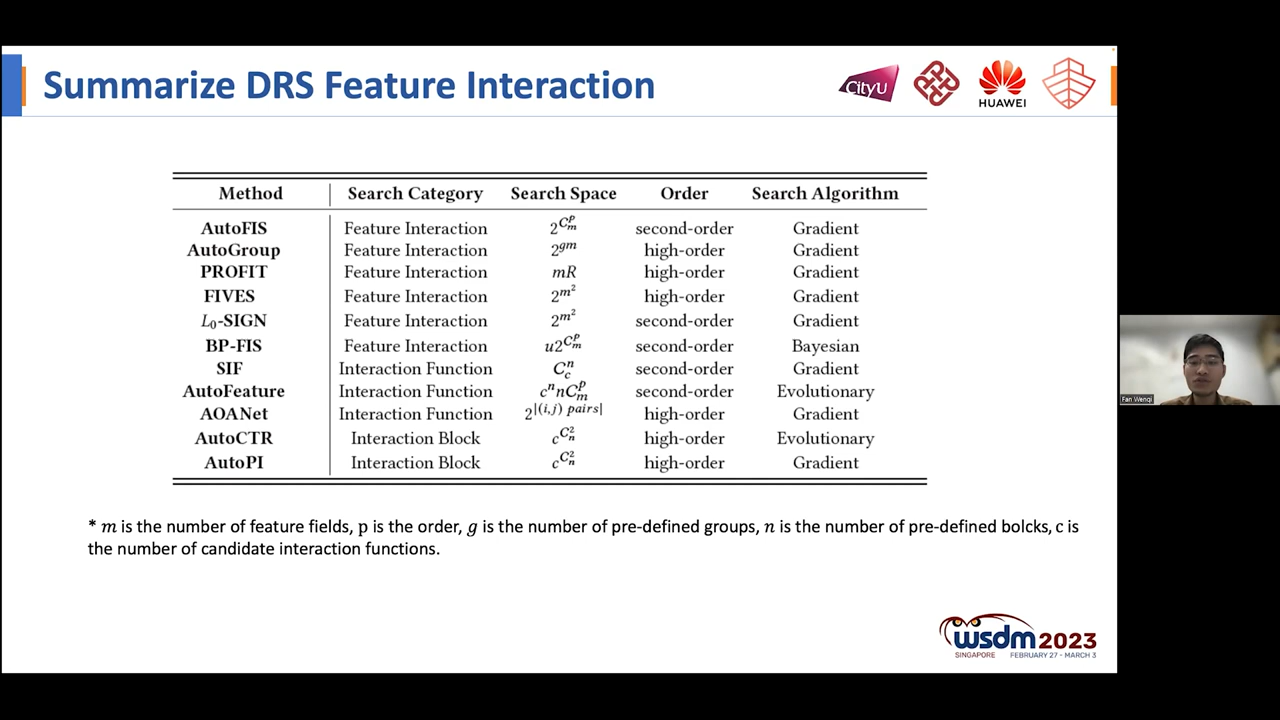 Summarize DRS Feature Interaction
CityU
HUAWEI
Method Search Category Search Space Order Search Algorithm
AutoFIS Feature Interaction 2^{C_m^p} second-order Gradient
AutoGroup Feature Interaction 2^{gm} high-order Gradient
PROFIT Feature Interaction mR high-order Gradient
FIVES Feature Interaction 2^{m^2} high-order Gradient
L_0-SIGN Feature Interaction 2^{m^2} second-order Gradient
BP-FIS Feature Interaction u2^{C_m^p} second-order Bayesian
SIF Interaction Function C_c^n second-order Gradient
AutoFeature Interaction Function c^n nC_m^p second-order Evolutionary
AOANet Interaction Function 2^{|(i,j) pairs|} high-order Gradient
AutoCTR Interaction Block c^{C_n^2} high-order Evolutionary
AutoPI Interaction Block c^{C_n^2} high-order Gradient
* m is the number of feature fields, p is the order, g is the number of pre-defined groups, n is the number of pre-defined bolcks, c is
the number of candidate interaction functions.
Fan Wenqi
wsdm 2023
SINGAPORE FEBRUARY 27 - MARCH 3